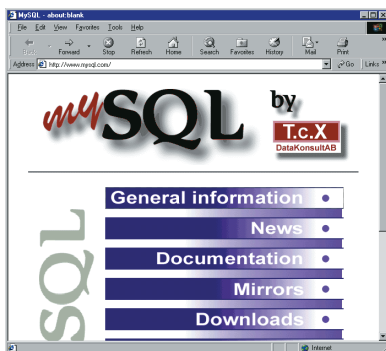 MySQL - about:blank
File Edit View Favorites Tools Help
Back Forward Stop Refresh Home Search Favorites History Mail Print
Address http://www.mysql.com/ Go Links
mySQL by
T.c.X
DataKonsultAB
General information
News
Documentation
Mirrors
Downloads
SQL
Internet